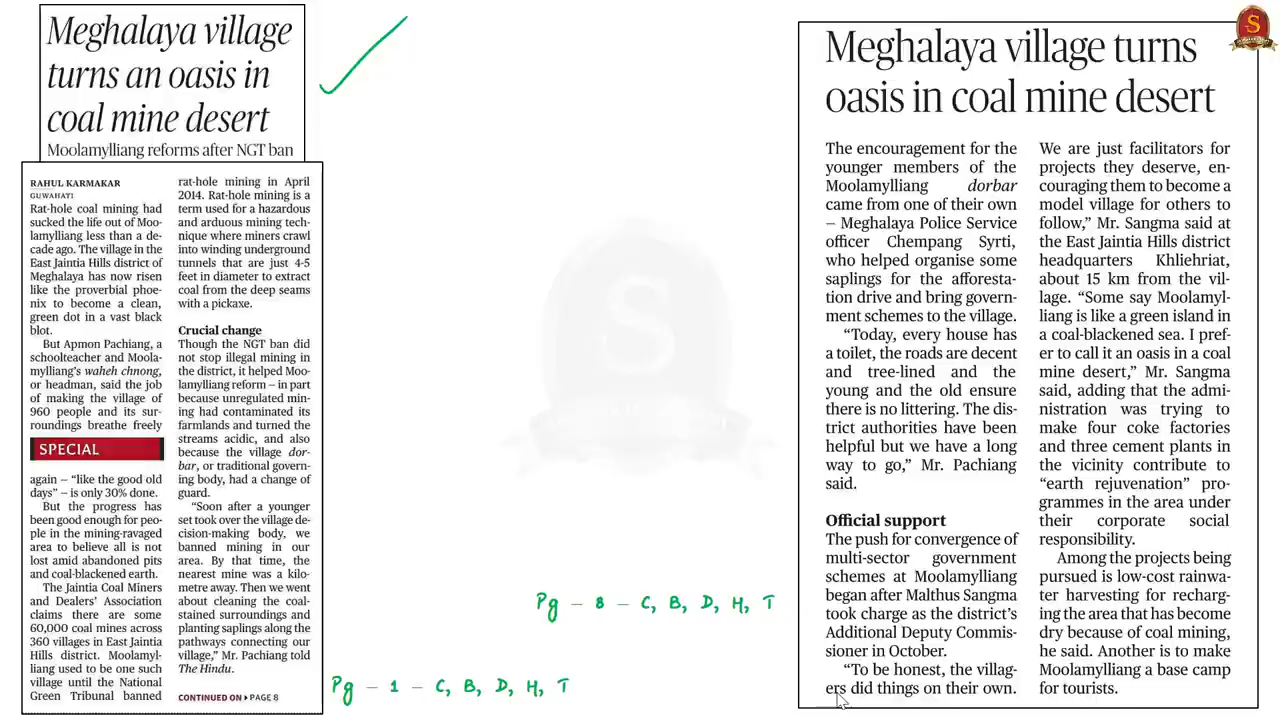 Meghalaya village
turns an oasis in
coal mine desert
Moolamylliang reforms after NGT ban
RAHUL KARMAKAR
GUWAHATI
Rat-hole coal mining had
sucked the life out of Moo-
lamylliang less than a de-
cade ago. The village in the
East Jaintia Hills district of
Meghalaya has now risen
like the proverbial phoe-
nix to become a clean,
green dot in a vast black
blot.
But Apmon Pachiang, a
schoolteacher and Moola-
mylliang's waheh chnong,
or headman, said the job
of making the village of
960 people and its sur-
roundings breathe freely
SPECIAL
again – “like the good old
days” – is only 30% done.
But the progress has
been good enough for peo-
ple in the mining-ravaged
area to believe all is not
lost amid abandoned pits
and coal-blackened earth.
The Jaintia Coal Miners
and Dealers' Association
claims there are some
60,000 coal mines across
360 villages in East Jaintia
Hills district. Moolamyl-
liang used to be one such
village until the National
Green Tribunal banned
rat-hole mining in April
2014. Rat-hole mining is a
term used for a hazardous
and arduous mining tech-
nique where miners crawl
into winding underground
tunnels that are just 4-5
feet in diameter to extract
coal from the deep seams
with a pickaxe.
Crucial change
Though the NGT ban did
not stop illegal mining in
the district, it helped Moo-
lamylliang reform – in part
because unregulated min-
ing had contaminated its
farmlands and turned the
streams acidic, and also
because the village dor-
bar, or traditional govern-
ing body, had a change of
guard.
“Soon after a younger
set took over the village de-
cision-making body, we
banned mining in our
area. By that time, the
nearest mine was a kilo-
metre away. Then we went
about cleaning the coal-
stained surroundings and
planting saplings along the
pathways connecting our
village,” Mr. Pachiang told
The Hindu.
CONTINUED ON ▸ PAGE 8
Pg – 1 – C, B, D, H, T
Pg – 8 – C, B, D, H, T
Meghalaya village turns
oasis in coal mine desert
The encouragement for the
younger members of the
Moolamylliang dorbar
came from one of their own
– Meghalaya Police Service
officer Chempang Syrti,
who helped organise some
saplings for the afforesta-
tion drive and bring govern-
ment schemes to the village.
“Today, every house has
a toilet, the roads are decent
and tree-lined and the
young and the old ensure
there is no littering. The dis-
trict authorities have been
helpful but we have a long
way to go,” Mr. Pachiang
said.
Official support
The push for convergence of
multi-sector government
schemes at Moolamylliang
began after Malthus Sangma
took charge as the district's
Additional Deputy Commis-
sioner in October.
“To be honest, the villag-
ers did things on their own.
We are just facilitators for
projects they deserve, en-
couraging them to become a
model village for others to
follow,” Mr. Sangma said at
the East Jaintia Hills district
headquarters Khliehriat,
about 15 km from the vil-
lage. “Some say Moolamyl-
liang is like a green island in
a coal-blackened sea. I pref-
er to call it an oasis in a coal
mine desert,” Mr. Sangma
said, adding that the admi-
nistration was trying to
make four coke factories
and three cement plants in
the vicinity contribute to
“earth rejuvenation” pro-
grammes in the area under
their corporate social
responsibility.
Among the projects being
pursued is low-cost rainwa-
ter harvesting for recharg-
ing the area that has become
dry because of coal mining,
he said. Another is to make
Moolamylliang a base camp
for tourists.
S